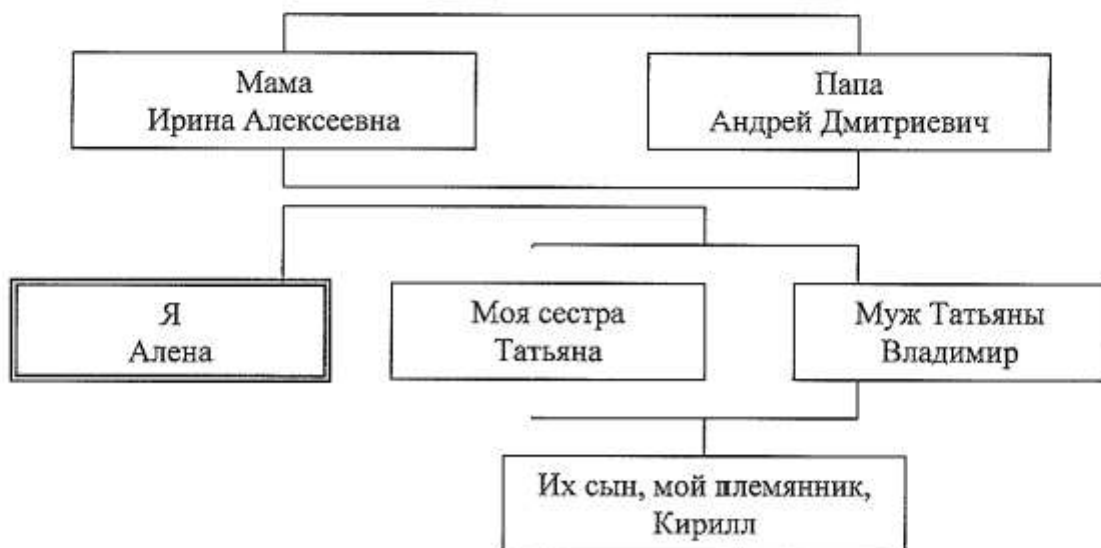 Мама
Ирина Алексеевна
Папа
Андрей Дмитриевич
Я
Алена
Моя сестра
Татьяна
Муж Татьяны
Владимир
Их сын, мой племянник,
Кирилл